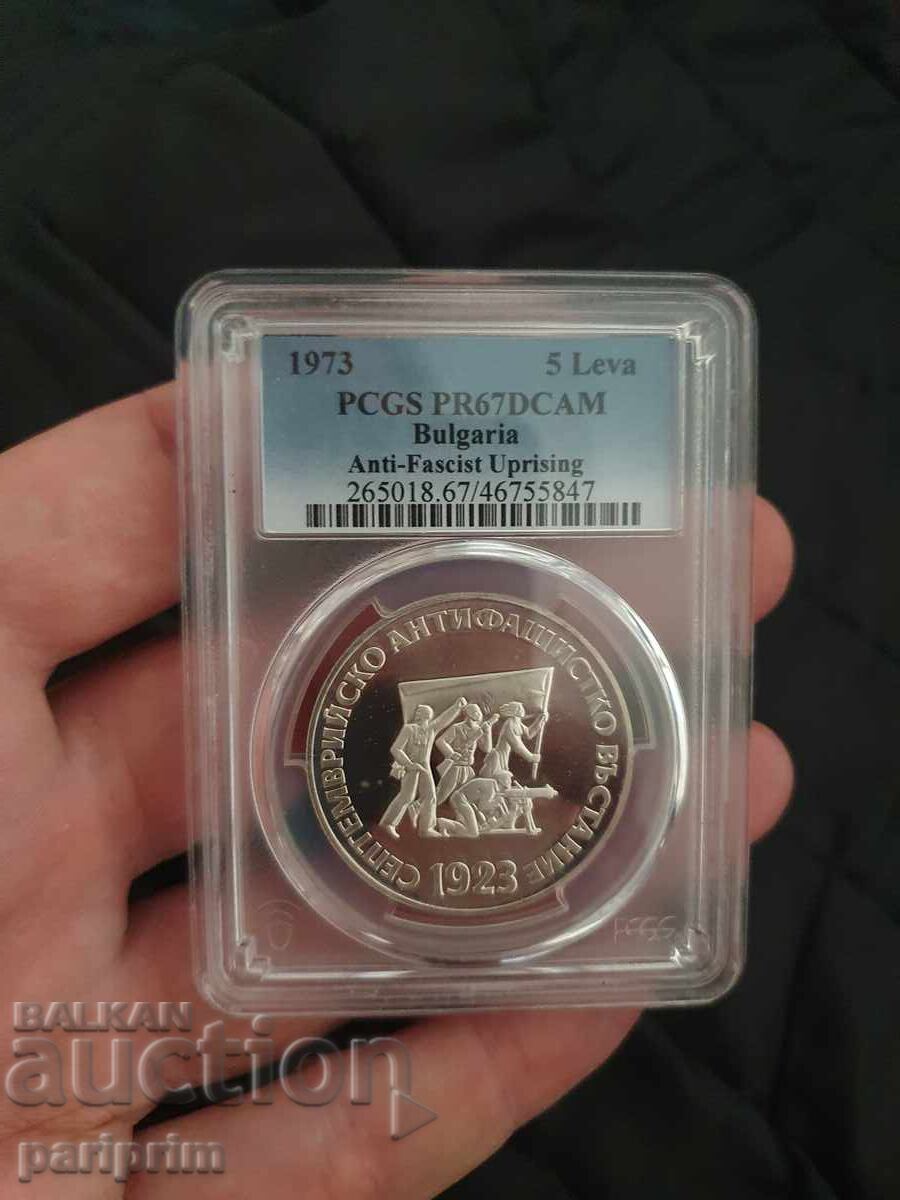 1973 5 Leva
PCGS PR67DCAM
Bulgaria
Anti-Fascist Uprising
265018.67/46755847
СЕПТЕМВРИЙСКО АНТИФАШИСТКО ВЪСТАНИЕ
1923
PCGS
BALKAN
auction
pariprim